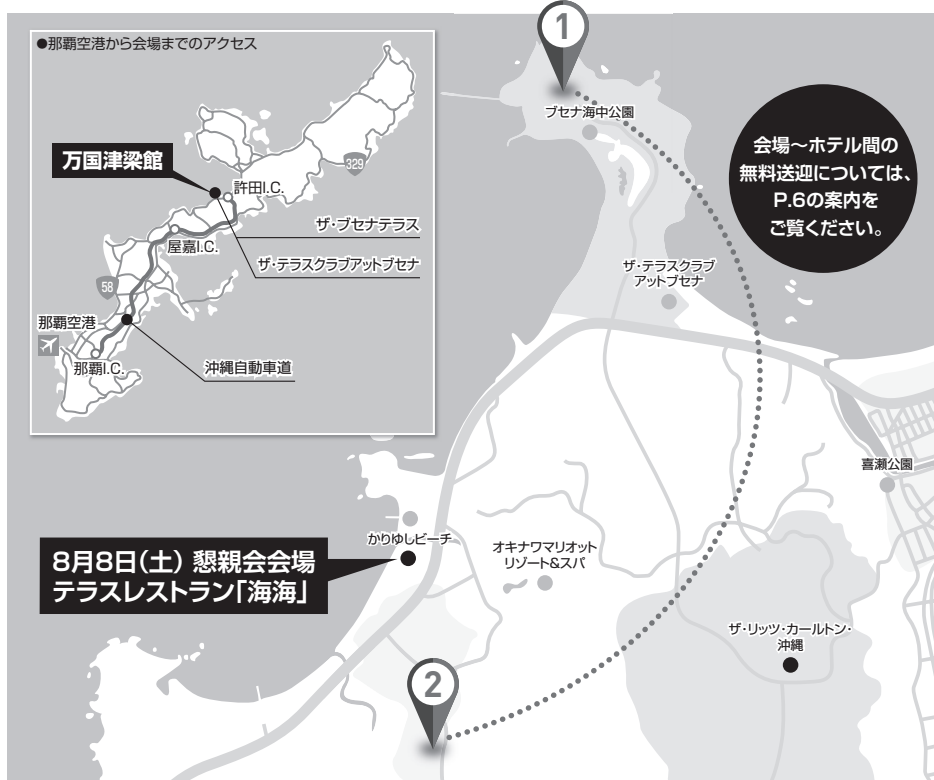 ●那覇空港から会場までのアクセス
万国津梁館
329
許田I.C.
ザ・ブセナテラス
屋嘉I.C.
ザ・テラスクラブアットブセナ
58
那覇空港
那覇I.C.
沖縄自動車道
1
ブセナ海中公園
会場〜ホテル間の
無料送迎については、
P.6の案内を
ご覧ください。
ザ・テラスクラブ
アットブセナ
喜瀬公園
かりゆしビーチ
8月8日(土) 懇親会会場
テラスレストラン「海海」
オキナワマリオット
リゾート&スパ
ザ・リッツ・カールトン・
沖縄
2